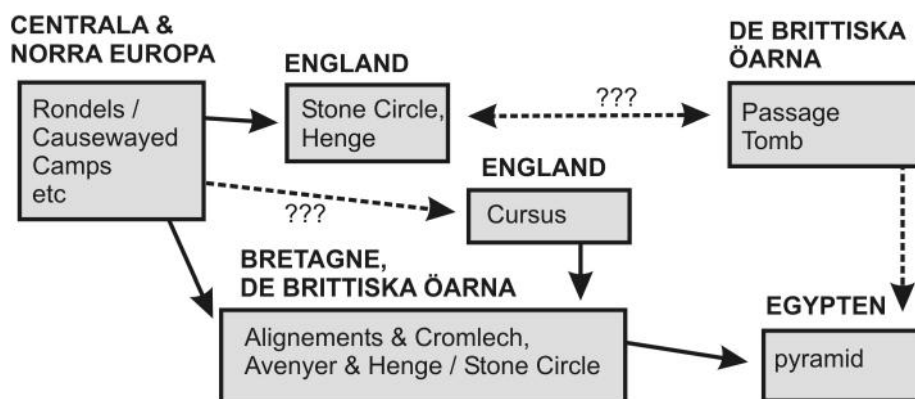 CENTRALA &
NORRA EUROPA
Rondels /
Causewayed
Camps
etc
ENGLAND
Stone Circle,
Henge
???
DE BRITTISKA
ÖARNA
Passage
Tomb
???
ENGLAND
Cursus
BRETAGNE,
DE BRITTISKA ÖARNA
Alignements & Cromlech,
Avenyer & Henge / Stone Circle
EGYPTEN
pyramid